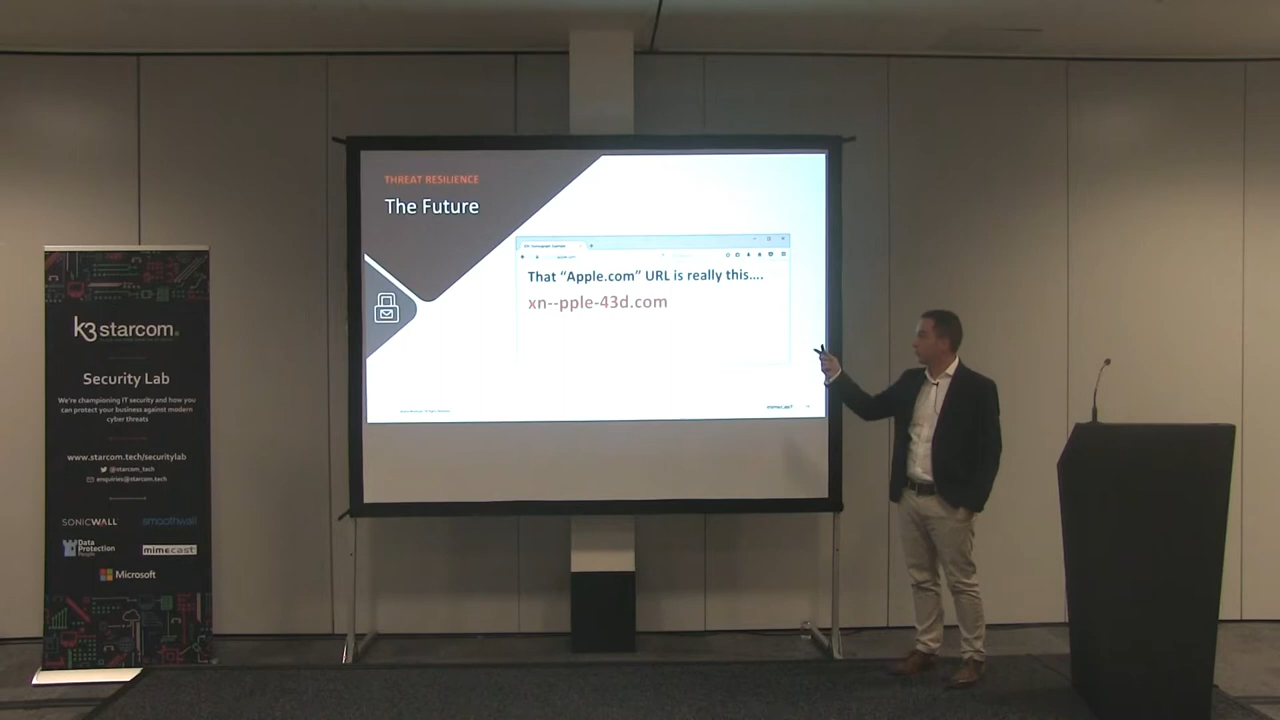 THREAT RESILIENCE
The Future
That “Apple.com” URL is really this....
xn--pple-43d.com
mimecast
k3starcom
Security Lab
We're championing IT security and how you
can protect your business against modern
cyber threats
www.starcom.tech/securitylab
@starcom_tech
enquiries@starcom.tech
SONICWALL smoothwall
Data
Protection
People
mimecast
Microsoft